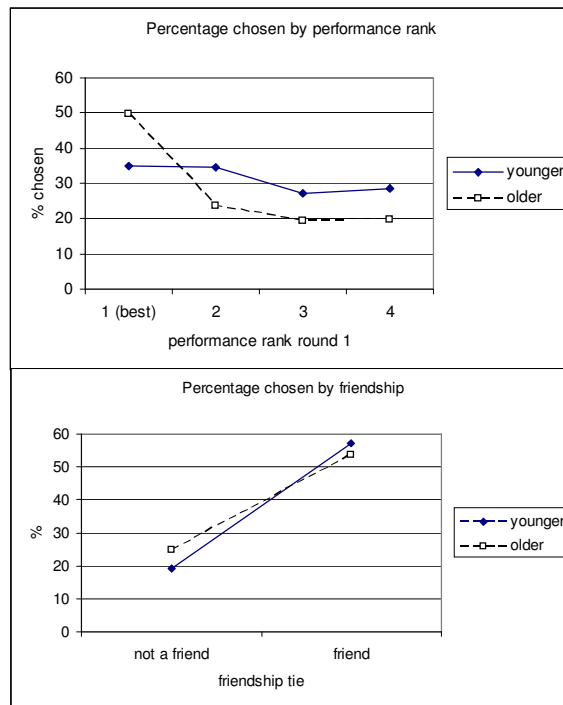 Percentage chosen by performance rank
60
50
40
30
20
10
0
% chosen
1 (best) 2 3 4
performance rank round 1
younger
older
Percentage chosen by friendship
60
50
40
30
20
10
0
%
not a friend friend
friendship tie
younger
older